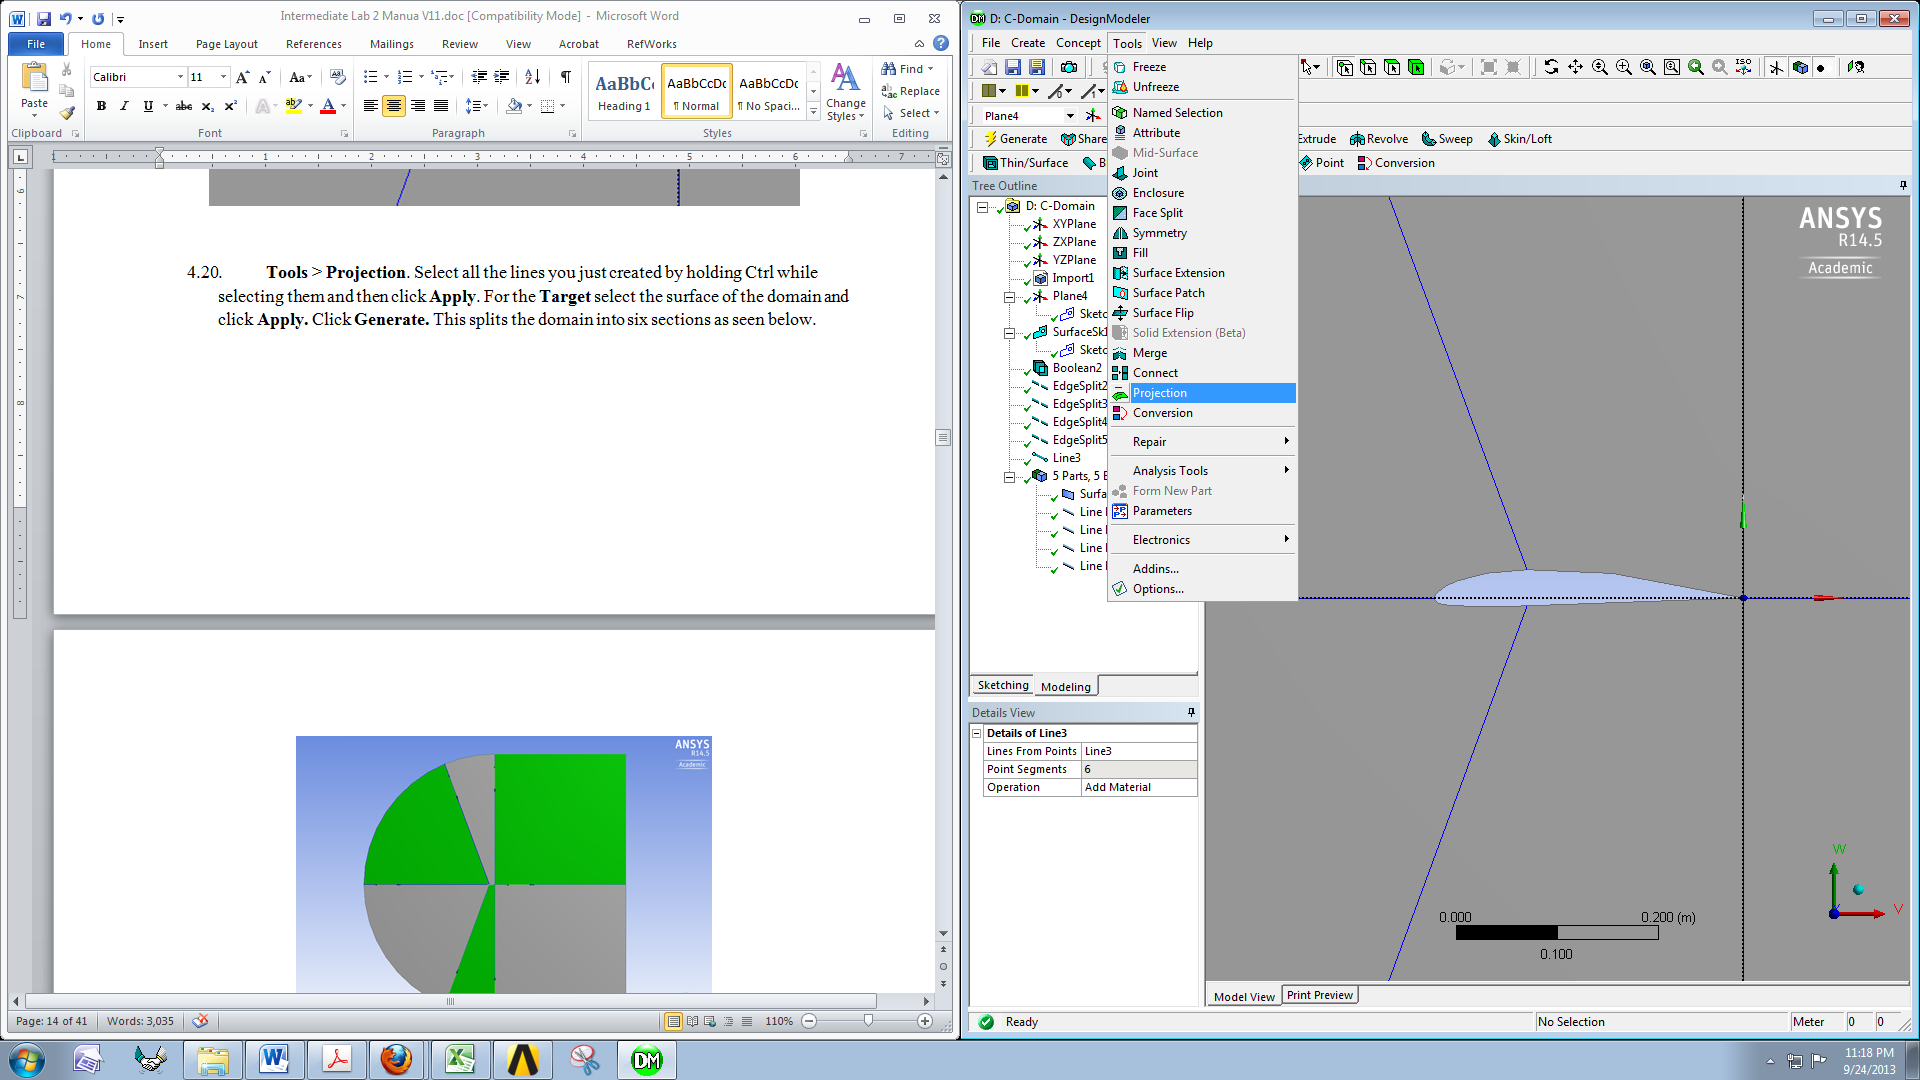 Intermediate Lab 2 Manua V11.doc [Compatibility Mode] - Microsoft Word
File Home Insert Page Layout References Mailings Review View Acrobat RefWorks
Paste
Calibri 11
AaBbCc AaBbCcDc AaBbCcDc
Heading 1 ¶ Normal ¶ No Spaci...
Change Styles
Find
Replace
Select
Clipboard Font Paragraph Styles Editing
4.20. Tools > Projection. Select all the lines you just created by holding Ctrl while
selecting them and then click Apply. For the Target select the surface of the domain and
click Apply. Click Generate. This splits the domain into six sections as seen below.
ANSYS
R14.5
Academic
Page: 14 of 41 Words: 3,035 110%
D: C-Domain - DesignModeler
File Create Concept Tools View Help
Plane4
Generate Share
Extrude Revolve Sweep Skin/Loft
Thin/Surface B
Point Conversion
Freeze
Unfreeze
Named Selection
Attribute
Mid-Surface
Joint
Enclosure
Face Split
Symmetry
Fill
Surface Extension
Surface Patch
Surface Flip
Solid Extension (Beta)
Merge
Connect
Projection
Conversion
Repair
Analysis Tools
Form New Part
Parameters
Electronics
Addins...
Options...
Tree Outline
D: C-Domain
XYPlane
ZXPlane
YZPlane
Import1
Plane4
Sketc
SurfaceSk1
Sketc
Boolean2
EdgeSplit2
EdgeSplit3
EdgeSplit4
EdgeSplit5
Line3
5 Parts, 5 B
Surfa
Line
Line
Line
Line
Sketching Modeling
Details View
Details of Line3
Lines From Points Line3
Point Segments 6
Operation Add Material
ANSYS
R14.5
Academic
W
V
0.000 0.200 (m)
0.100
Model View Print Preview
Ready No Selection Meter 0 0
11:18 PM
9/24/2013